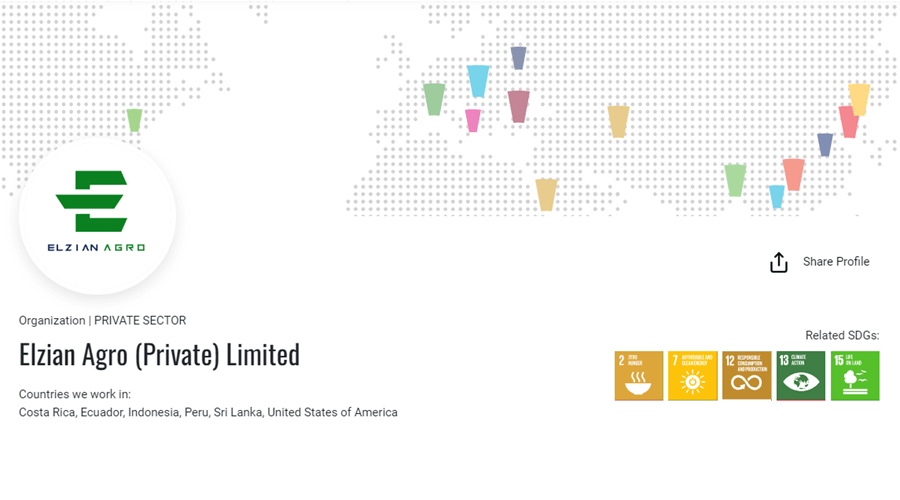 ELZIAN AGRO
Share Profile
Organization | PRIVATE SECTOR
Elzian Agro (Private) Limited
Countries we work in:
Costa Rica, Ecuador, Indonesia, Peru, Sri Lanka, United States of America
Related SDGs:
2 ZERO HUNGER
7 AFFORDABLE AND CLEAN ENERGY
12 RESPONSIBLE CONSUMPTION AND PRODUCTION
13 CLIMATE ACTION
15 LIFE ON LAND